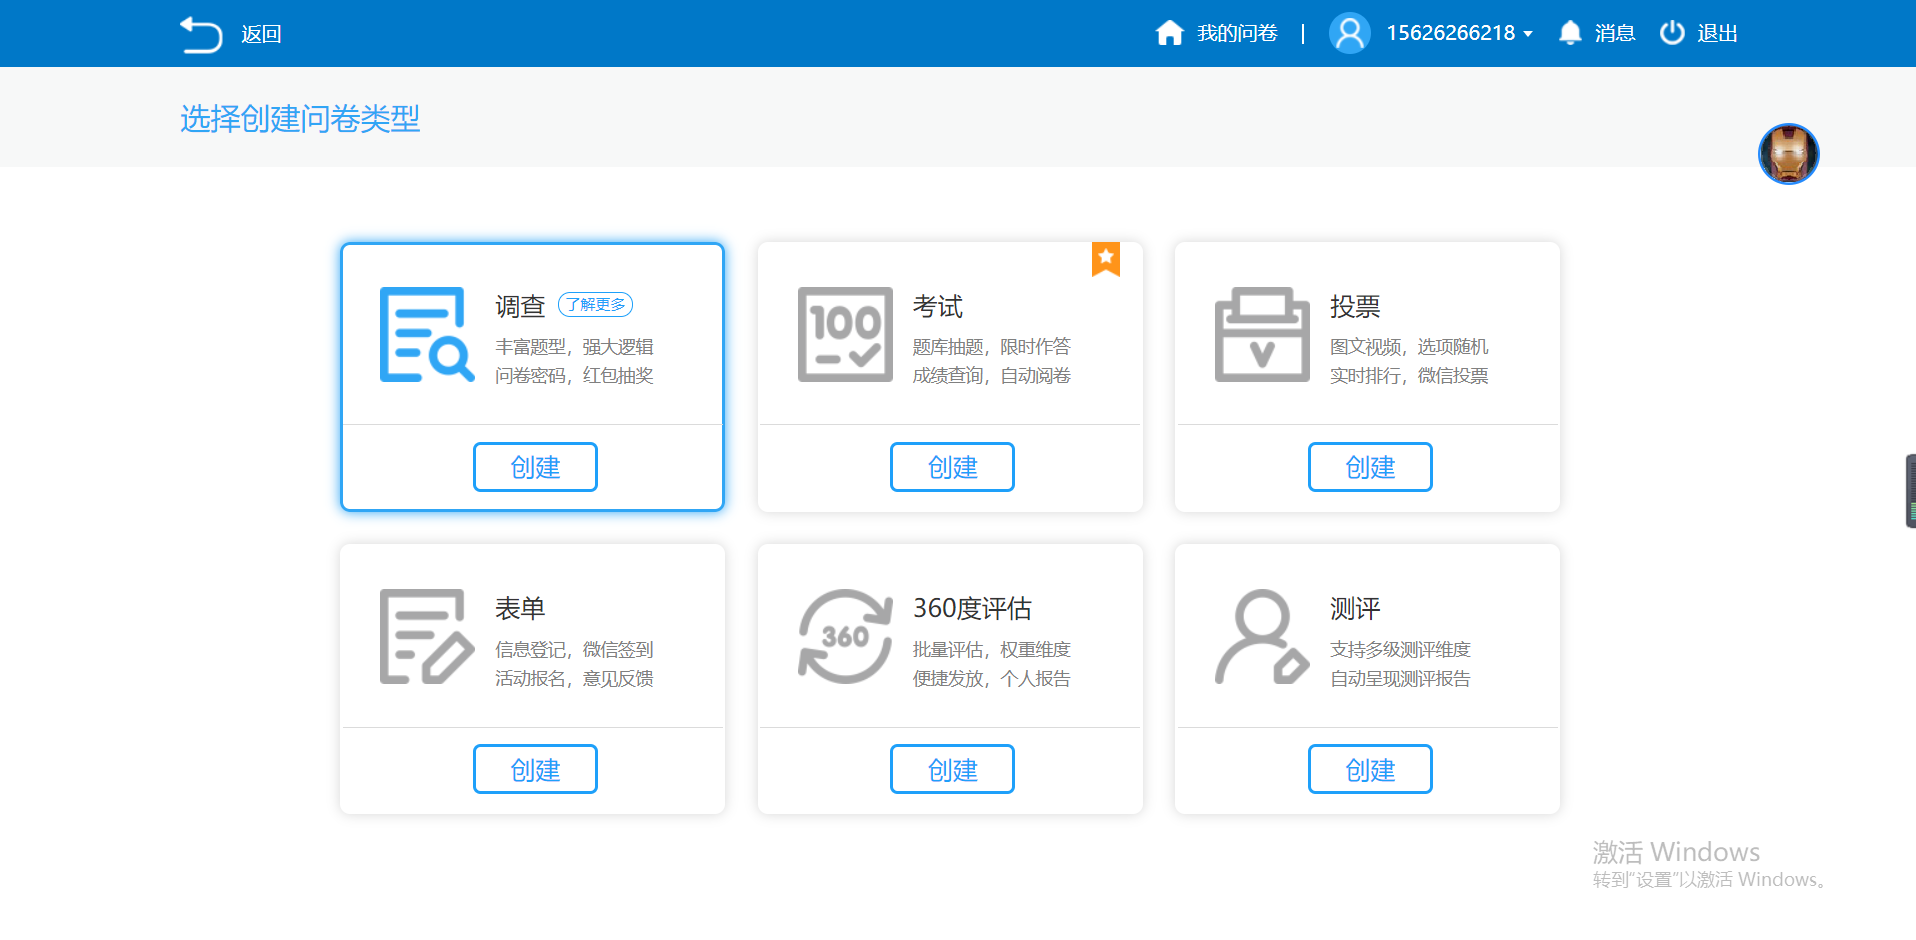 返回
我的问卷 | 15626266218 消息 退出
选择创建问卷类型
调查 了解更多
丰富题型，强大逻辑
问卷密码，红包抽奖
创建
100
考试
题库抽题，限时作答
成绩查询，自动阅卷
创建
投票
图文视频，选项随机
实时排行，微信投票
创建
表单
信息登记，微信签到
活动报名，意见反馈
创建
360
360度评估
批量评估，权重维度
便捷发放，个人报告
创建
测评
支持多级测评维度
自动呈现测评报告
创建
激活 Windows
转到"设置"以激活 Windows。